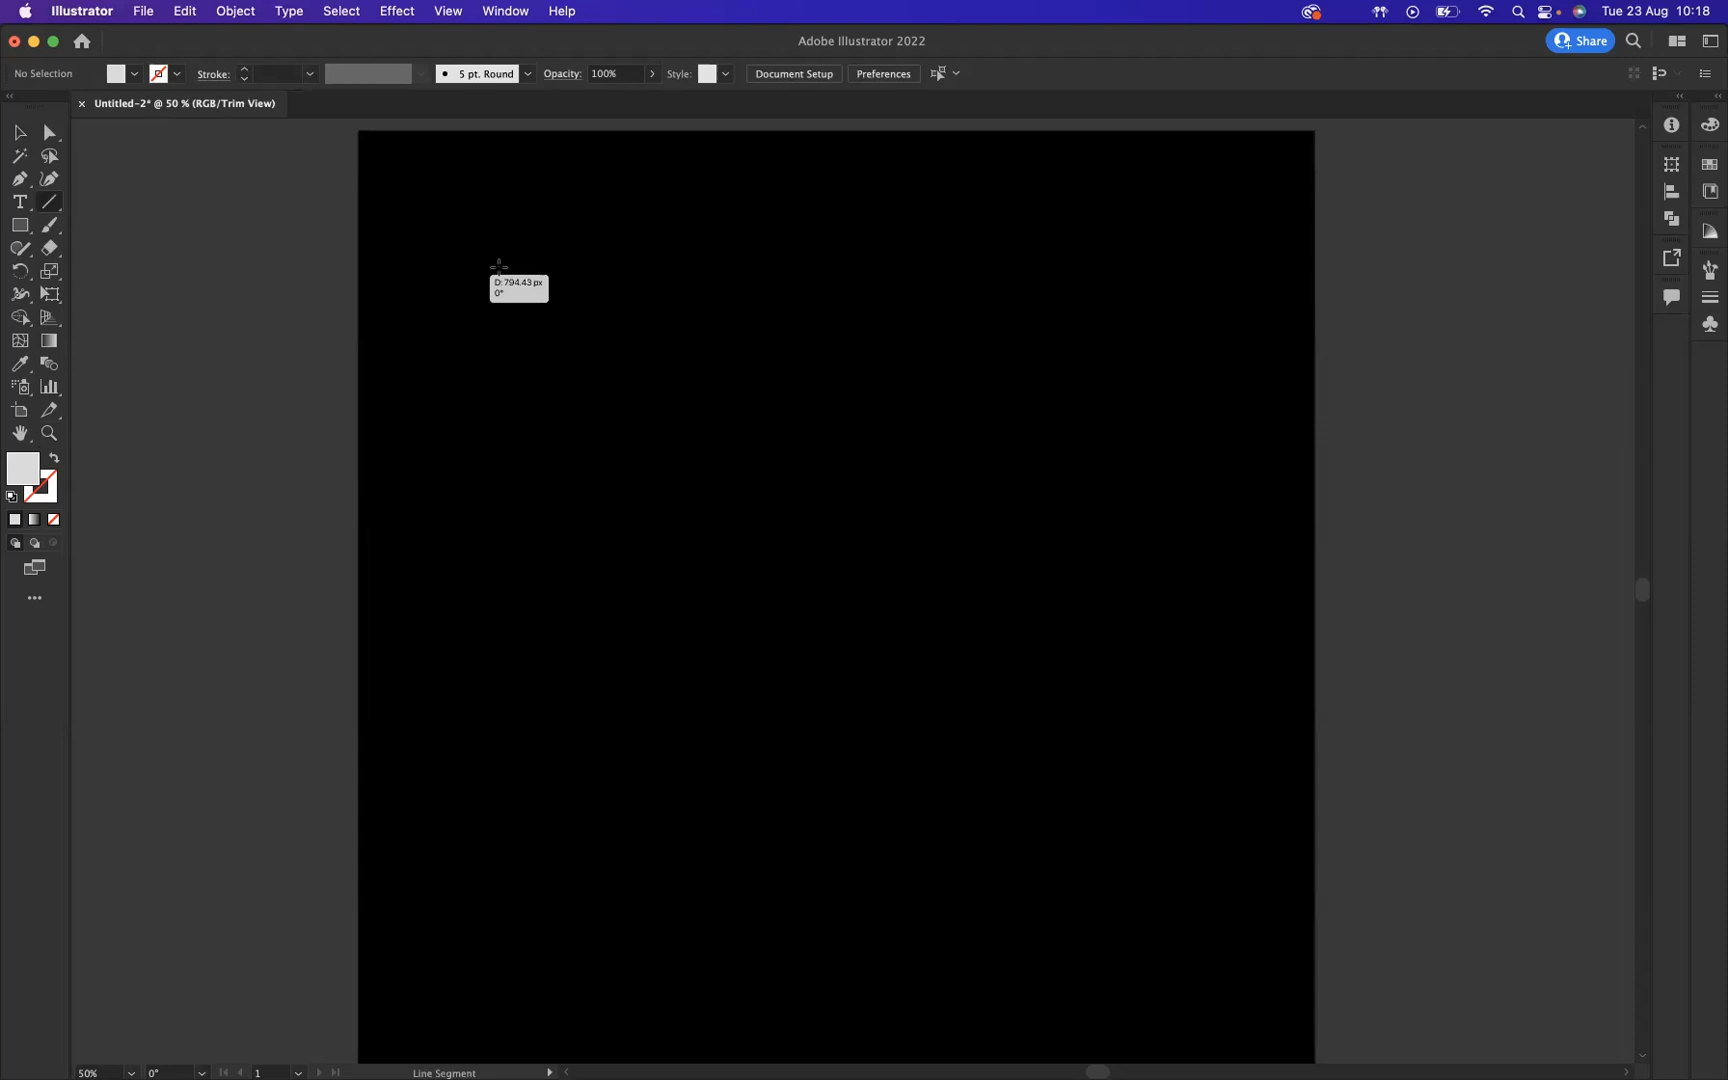 Illustrator File Edit Object Type Select Effect View Window Help Tue 23 Aug 10:18
Adobe Illustrator 2022 Share
No Selection Stroke: 5 pt. Round Opacity: 100% Style: Document Setup Preferences
Untitled-2* @ 50 % (RGB/Trim View)
D: 794.43 px
0°
50% 0° 1 Line Segment